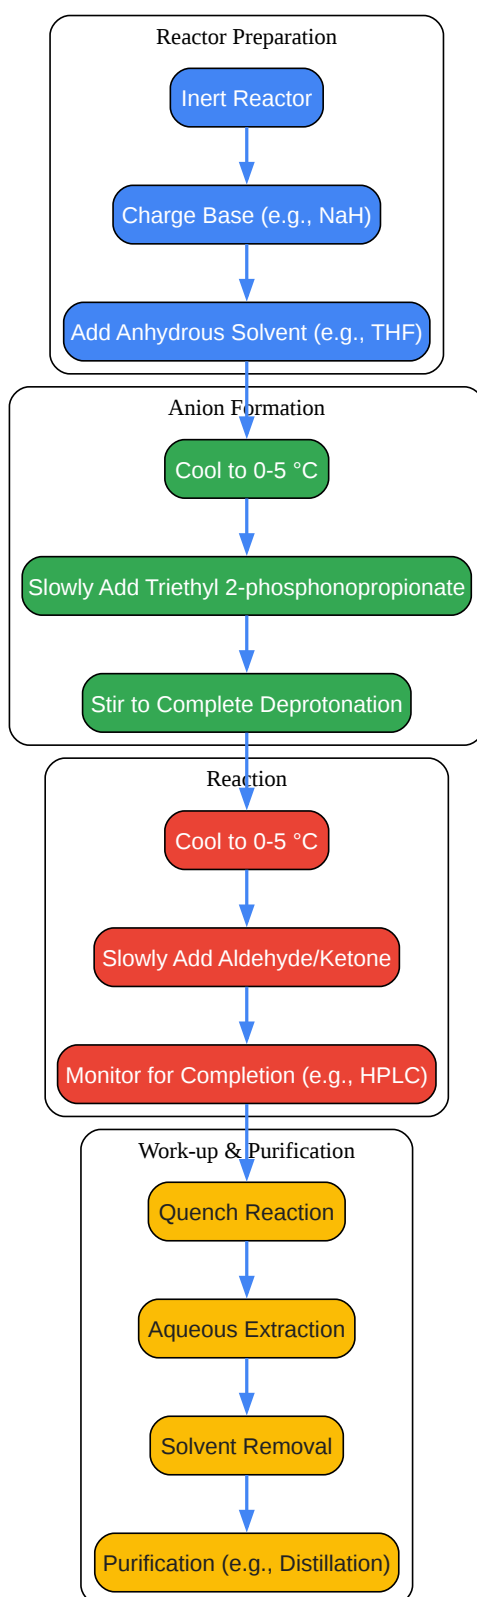 Reactor Preparation
Inert Reactor
Charge Base (e.g., NaH)
Add Anhydrous Solvent (e.g., THF)
Anion Formation
Cool to 0-5 °C
Slowly Add Triethyl 2-phosphonopropionate
Stir to Complete Deprotonation
Reaction
Cool to 0-5 °C
Slowly Add Aldehyde/Ketone
Monitor for Completion (e.g., HPLC)
Work-up & Purification
Quench Reaction
Aqueous Extraction
Solvent Removal
Purification (e.g., Distillation)